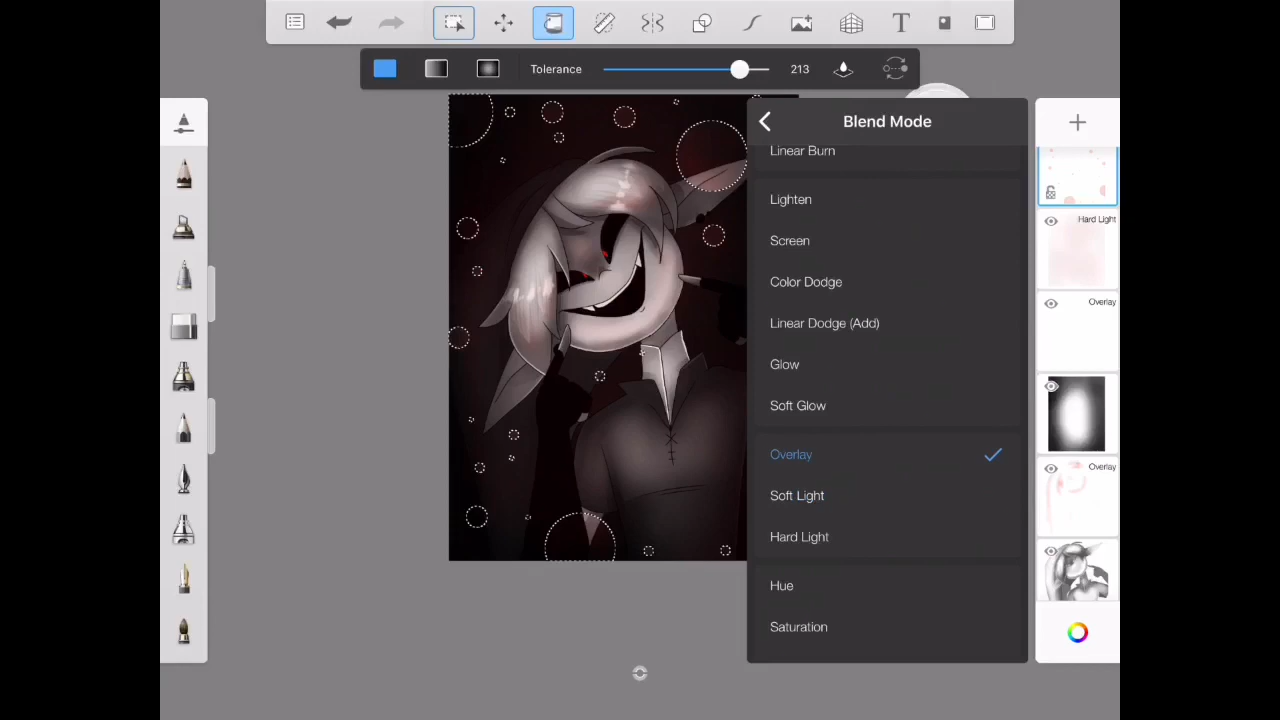 T
Tolerance 213
Blend Mode
Linear Burn
Lighten
Screen
Color Dodge
Linear Dodge (Add)
Glow
Soft Glow
Overlay
Soft Light
Hard Light
Hue
Saturation
Hard Light
Overlay
Overlay